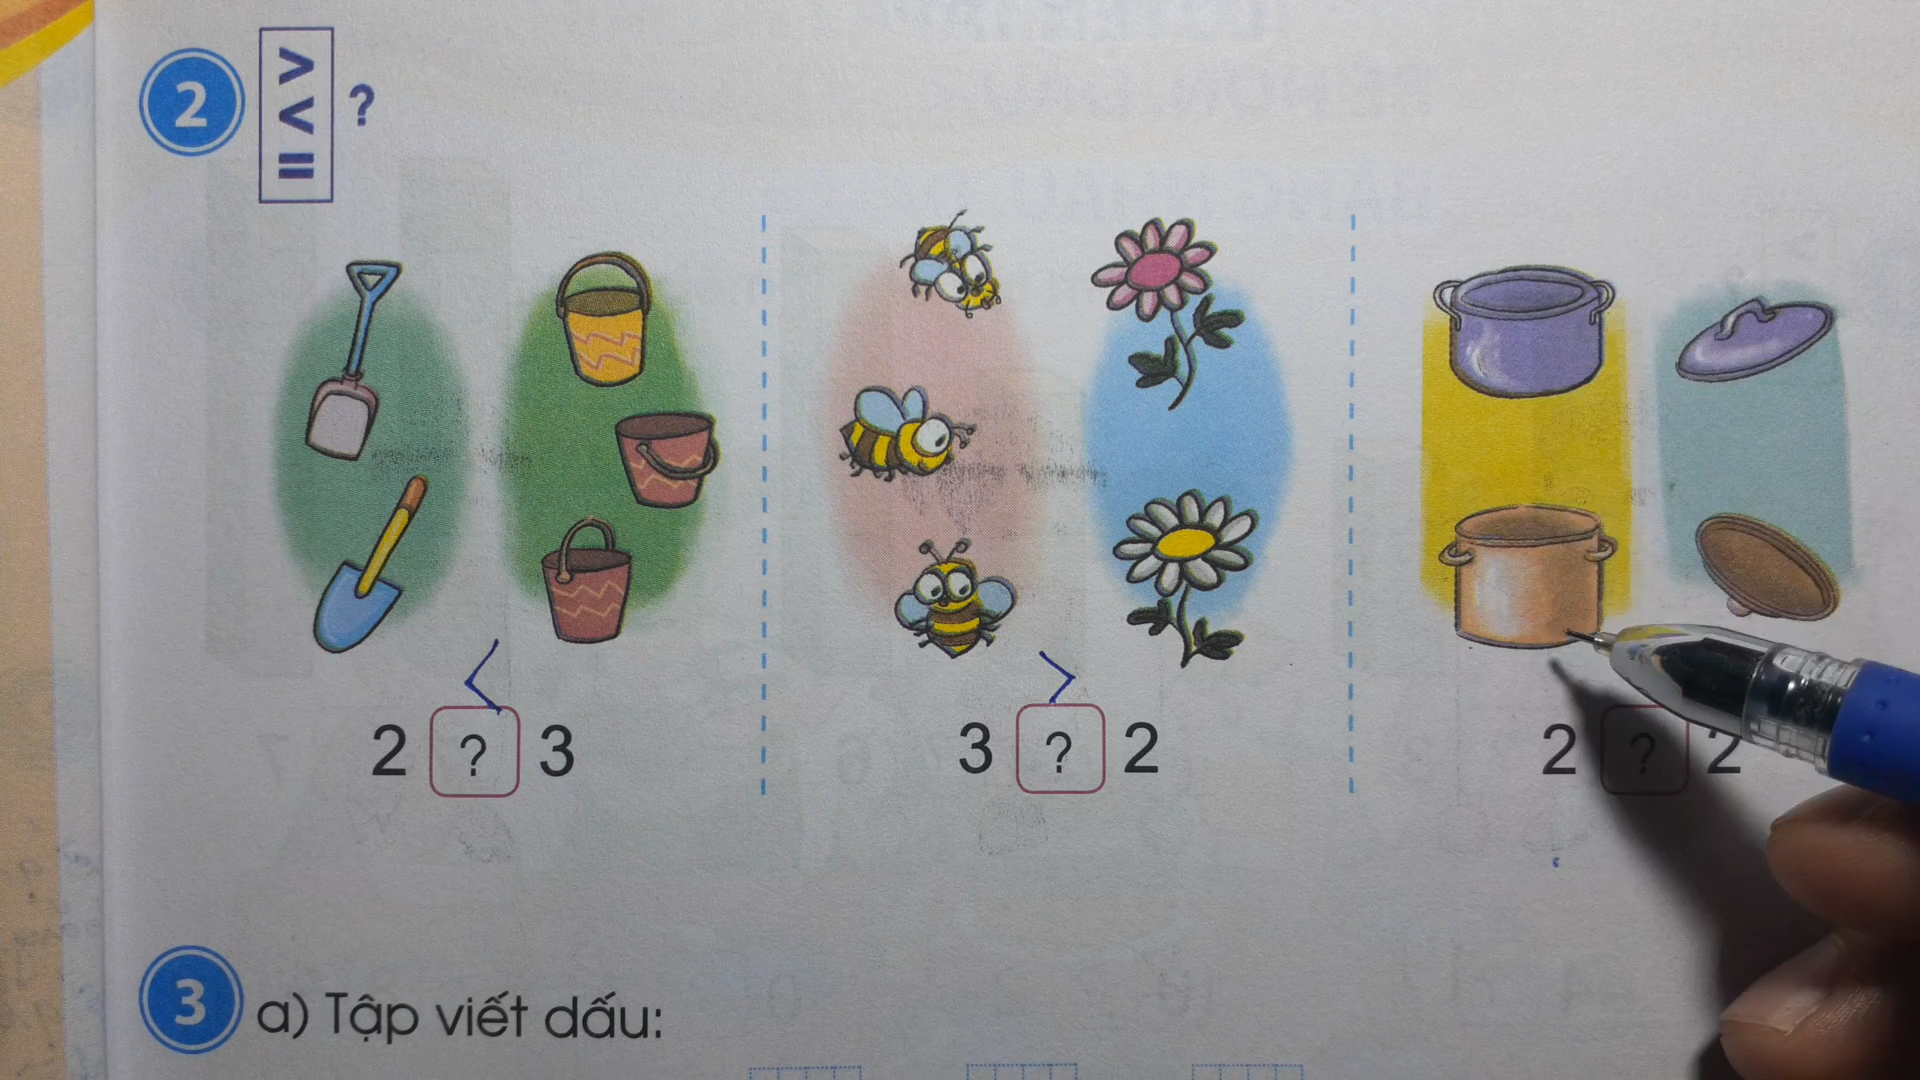 2 > < = ?
<
>
2 ? 3
3 ? 2
2 ? 2
3 a) Tập viết dấu: